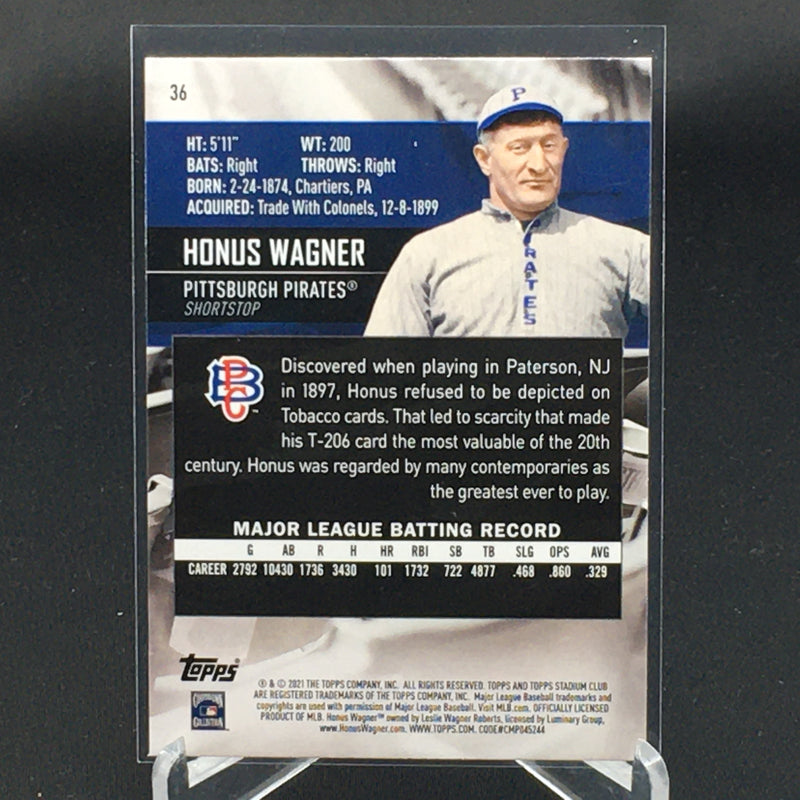 36
P
HT: 5'11" WT: 200
BATS: Right THROWS: Right
BORN: 2-24-1874, Chartiers, PA
ACQUIRED: Trade With Colonels, 12-8-1899
HONUS WAGNER
PITTSBURGH PIRATES®
SHORTSTOP
PIRATES
PBC™
Discovered when playing in Paterson, NJ
in 1897, Honus refused to be depicted on
Tobacco cards. That led to scarcity that made
his T-206 card the most valuable of the 20th
century. Honus was regarded by many contemporaries as
the greatest ever to play.
MAJOR LEAGUE BATTING RECORD
G AB R H HR RBI SB TB SLG OPS AVG
CAREER 2792 10430 1736 3430 101 1732 722 4877 .468 .860 .329
topps®
COOPERSTOWN COLLECTION
® & © 2021 THE TOPPS COMPANY, INC. ALL RIGHTS RESERVED. TOPPS AND TOPPS STADIUM CLUB
ARE REGISTERED TRADEMARKS OF THE TOPPS COMPANY, INC. Major League Baseball trademarks and
copyrights are used with permission of Major League Baseball. Visit MLB.com. OFFICIALLY LICENSED
PRODUCT OF MLB. Honus Wagner™ owned by Leslie Wagner Roberts, licensed by Luminary Group,
www.HonusWagner.com. WWW.TOPPS.COM. CODE#CMP045244